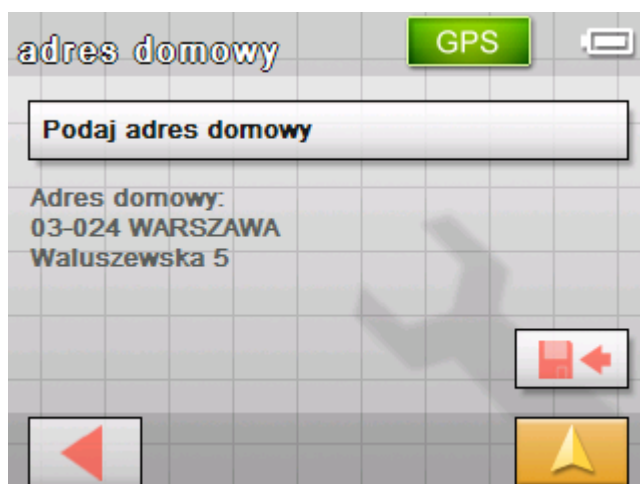 adres domowy
GPS
Podaj adres domowy
Adres domowy:
03-024 WARSZAWA
Waluszewska 5